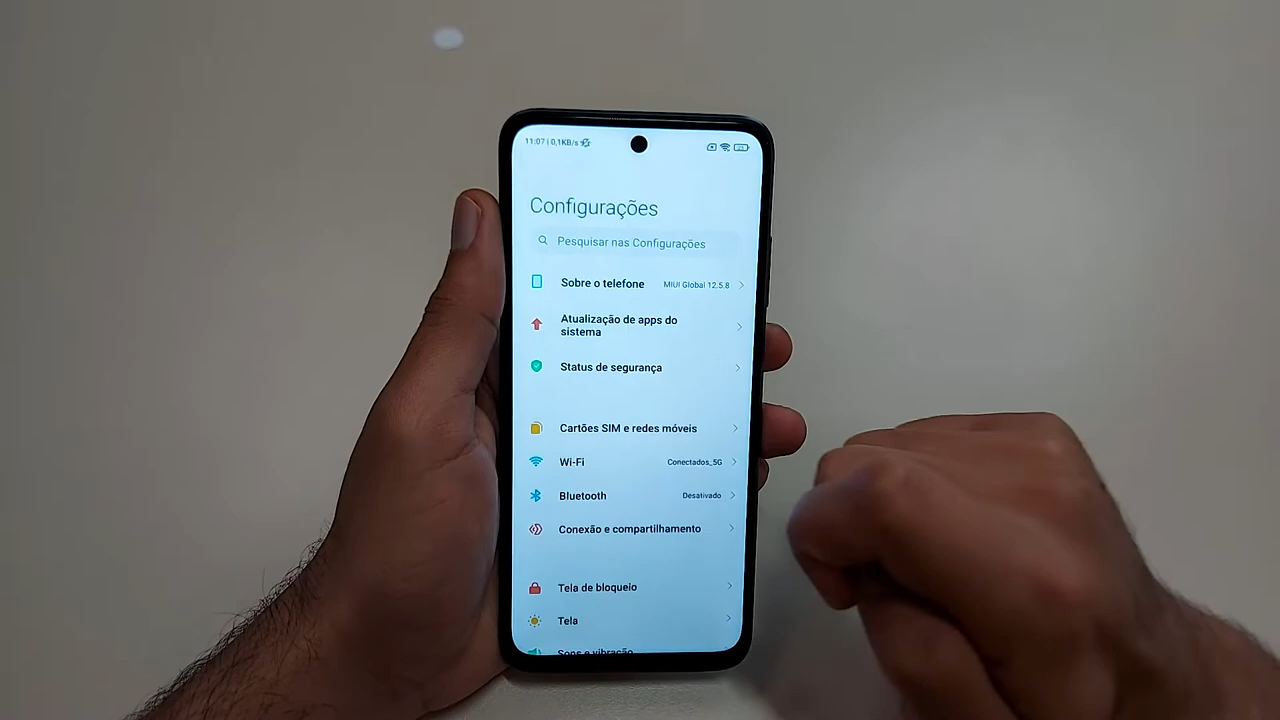 11:07 | 0,1KB/s
Configurações
Pesquisar nas Configurações
Sobre o telefone MIUI Global 12.5.8
Atualização de apps do
sistema
Status de segurança
Cartões SIM e redes móveis
Wi-Fi Conectados_5G
Bluetooth Desativado
Conexão e compartilhamento
Tela de bloqueio
Tela
Sons e vibração